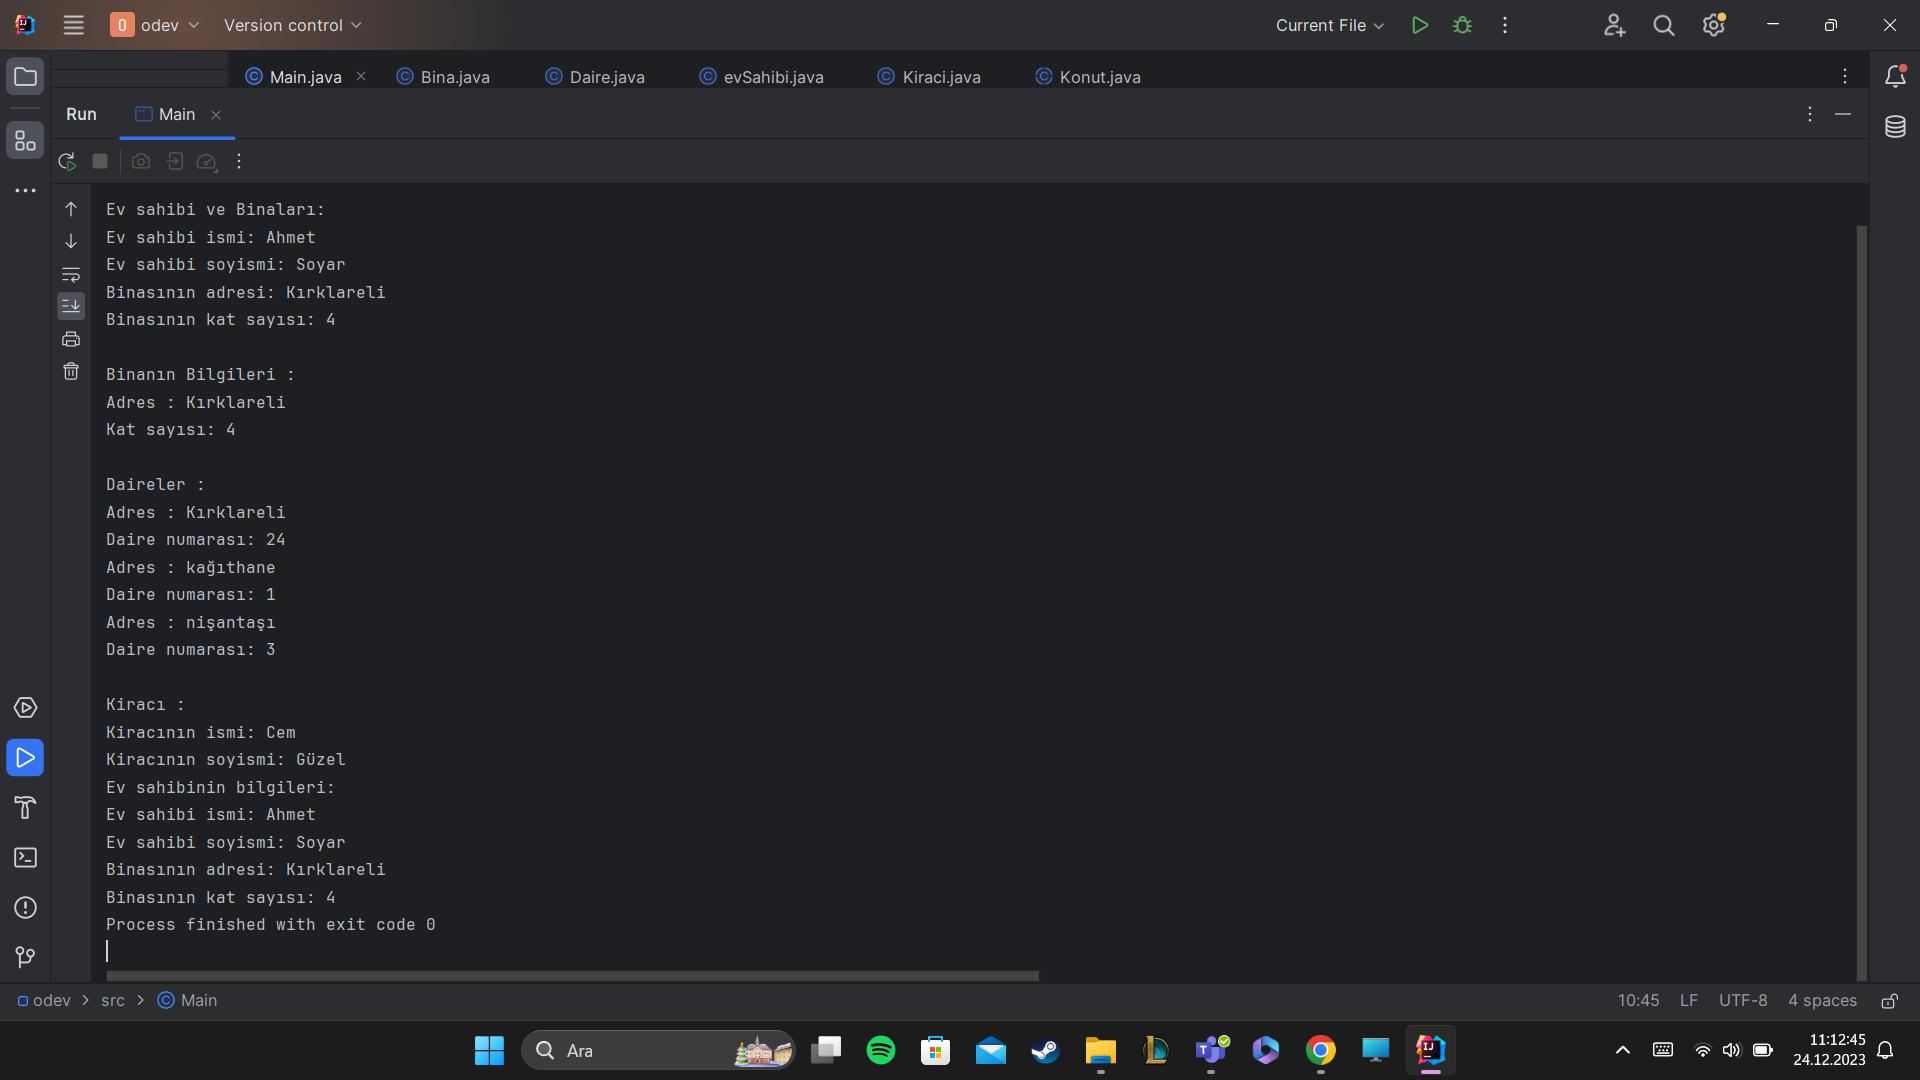 odev
Version control
Current File
Main.java
Bina.java
Daire.java
evSahibi.java
Kiraci.java
Konut.java
Run
Main
Ev sahibi ve Binaları:
Ev sahibi ismi: Ahmet
Ev sahibi soyismi: Soyar
Binasının adresi: Kırklareli
Binasının kat sayısı: 4
Binanın Bilgileri :
Adres : Kırklareli
Kat sayısı: 4
Daireler :
Adres : Kırklareli
Daire numarası: 24
Adres : kağıthane
Daire numarası: 1
Adres : nişantaşı
Daire numarası: 3
Kiracı :
Kiracının ismi: Cem
Kiracının soyismi: Güzel
Ev sahibinin bilgileri:
Ev sahibi ismi: Ahmet
Ev sahibi soyismi: Soyar
Binasının adresi: Kırklareli
Binasının kat sayısı: 4
Process finished with exit code 0
odev > src > Main
10:45 LF UTF-8 4 spaces
Ara
11:12:45
24.12.2023